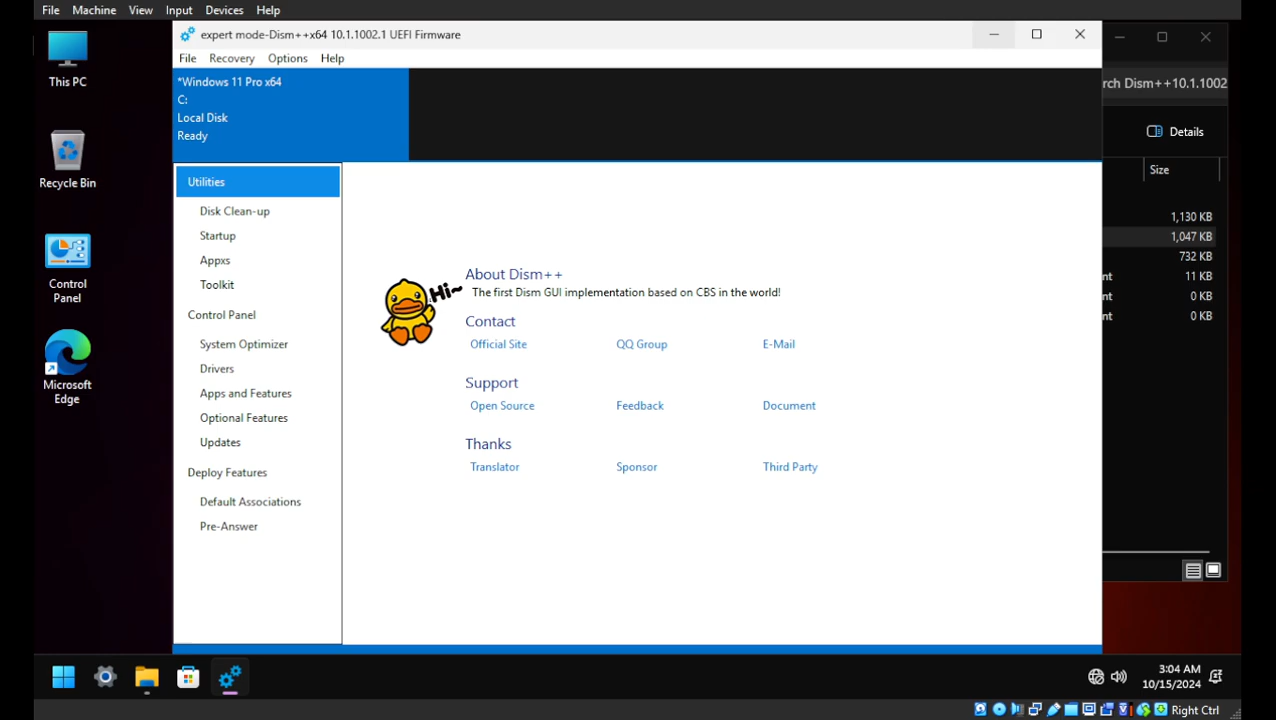 File Machine View Input Devices Help
expert mode-Dism++x64 10.1.1002.1 UEFI Firmware
File Recovery Options Help
*Windows 11 Pro x64
C:
Local Disk
Ready
Utilities
Disk Clean-up
Startup
Appxs
Toolkit
Control Panel
System Optimizer
Drivers
Apps and Features
Optional Features
Updates
Deploy Features
Default Associations
Pre-Answer
Hi~
About Dism++
The first Dism GUI implementation based on CBS in the world!
Contact
Official Site QQ Group E-Mail
Support
Open Source Feedback Document
Thanks
Translator Sponsor Third Party
This PC
Recycle Bin
Control
Panel
Microsoft
Edge
rch Dism++10.1.1002
Details
Size
1,130 KB
1,047 KB
732 KB
nt 11 KB
nt 0 KB
nt 0 KB
3:04 AM
10/15/2024
Right Ctrl